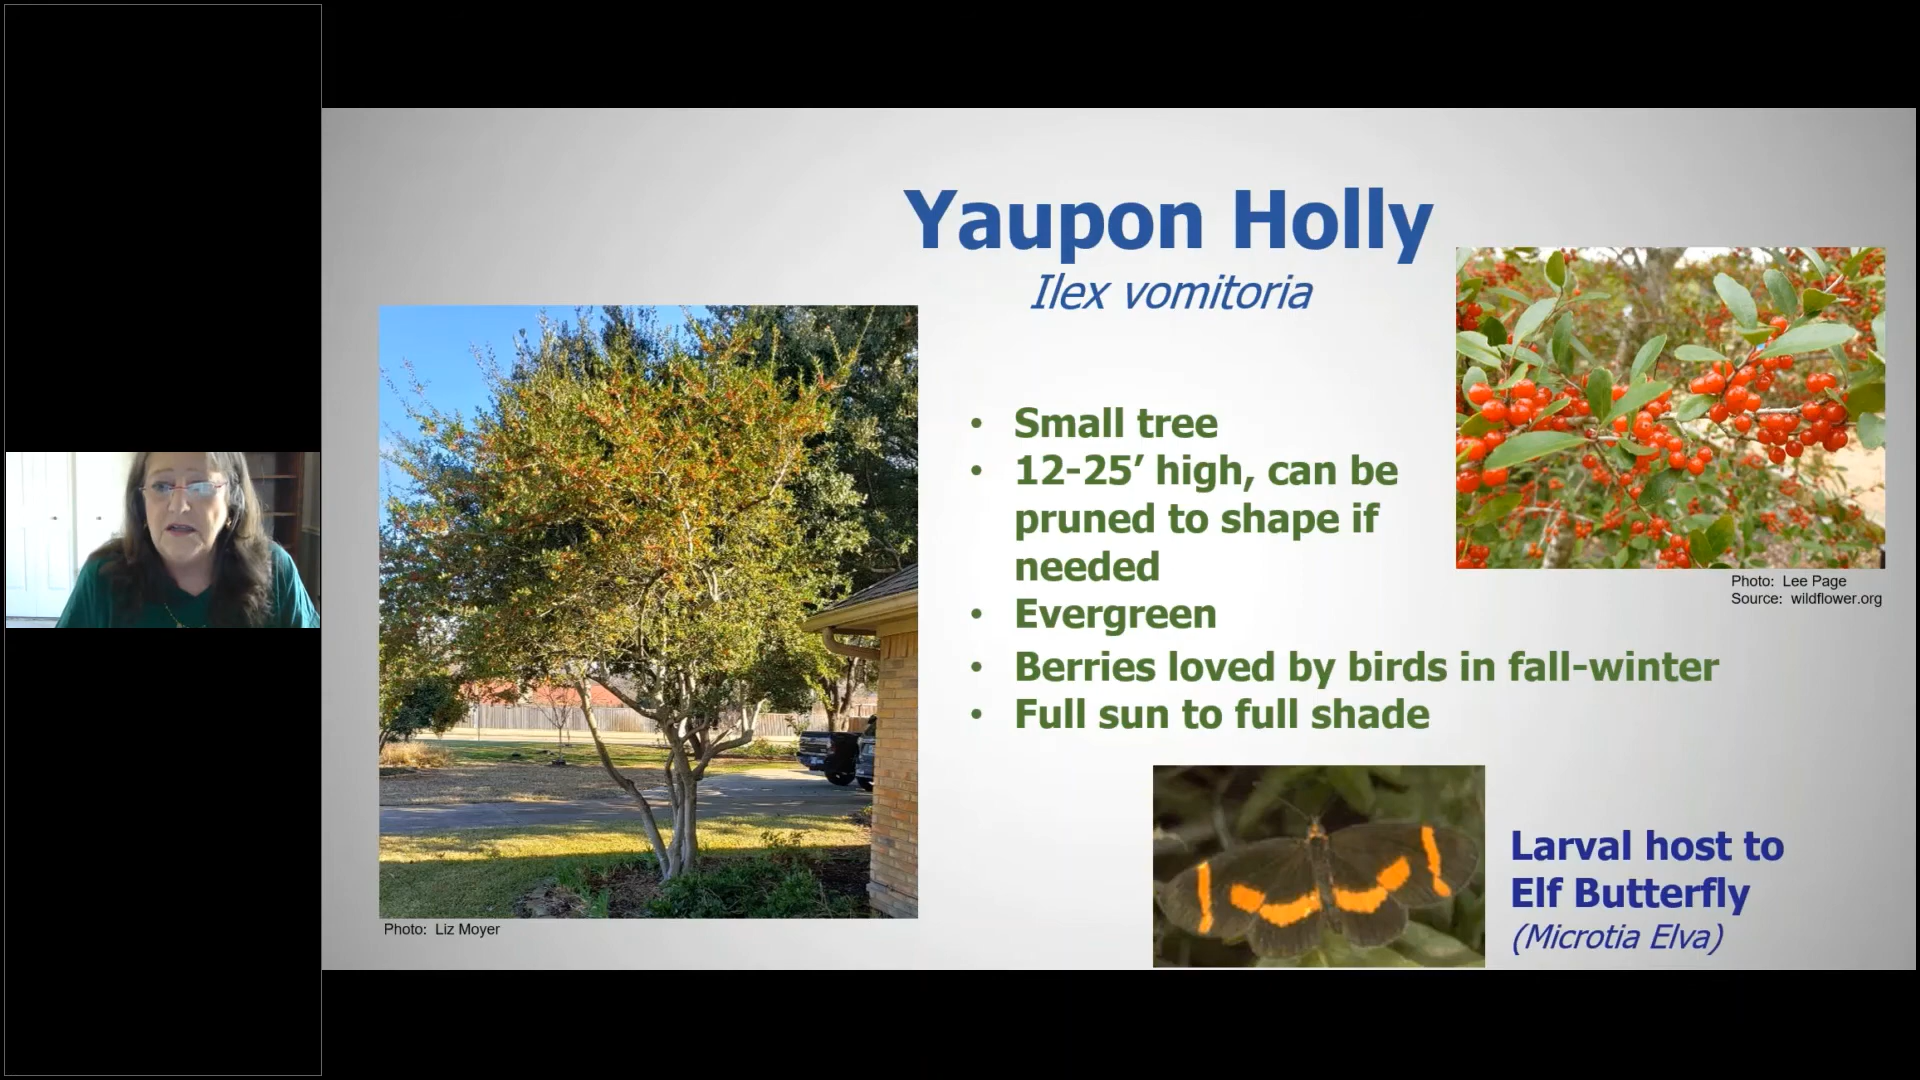 Yaupon Holly
Ilex vomitoria
• Small tree
• 12-25’ high, can be
pruned to shape if
needed
• Evergreen
• Berries loved by birds in fall-winter
• Full sun to full shade
Photo: Lee Page
Source: wildflower.org
Larval host to
Elf Butterfly
(Microtia Elva)
Photo: Liz Moyer